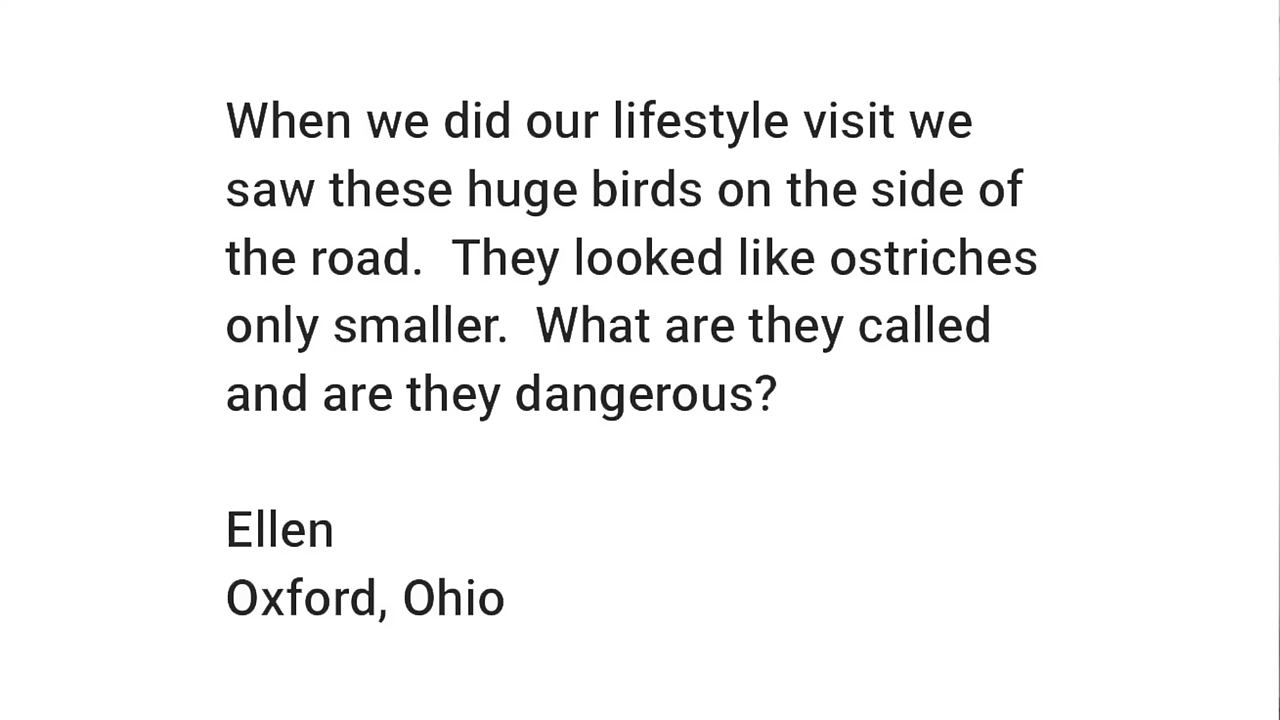 When we did our lifestyle visit we
saw these huge birds on the side of
the road.  They looked like ostriches
only smaller.  What are they called
and are they dangerous?
Ellen
Oxford, Ohio